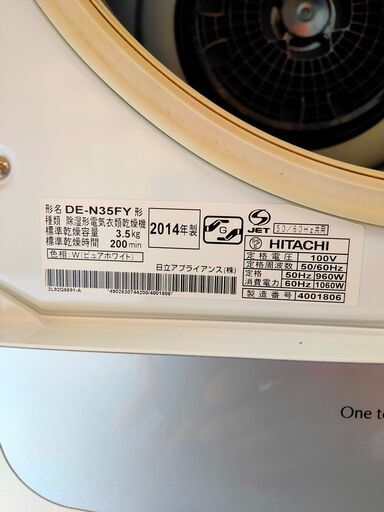 形名 DE-N35FY 形
種類 除湿形電気衣類乾燥機
標準乾燥容量 3.5kg
標準乾燥時間 200min
色相:W(ピュアホワイト)
2014年製
G
S
JET
50/60Hz共用
HITACHI
定格電圧 100V
定格周波数 50/60Hz
定格消費電力 50Hz 960W
60Hz 1060W
製造番号 4001806
日立アプライアンス(株)
*4902530744200/4001806*
One to